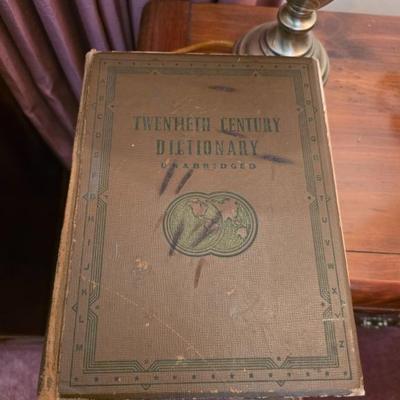 TWENTIETH CENTURY
DICTIONARY
UNABRIDGED
H
I
J
K
L
M
U
V
W
X
Y
Z